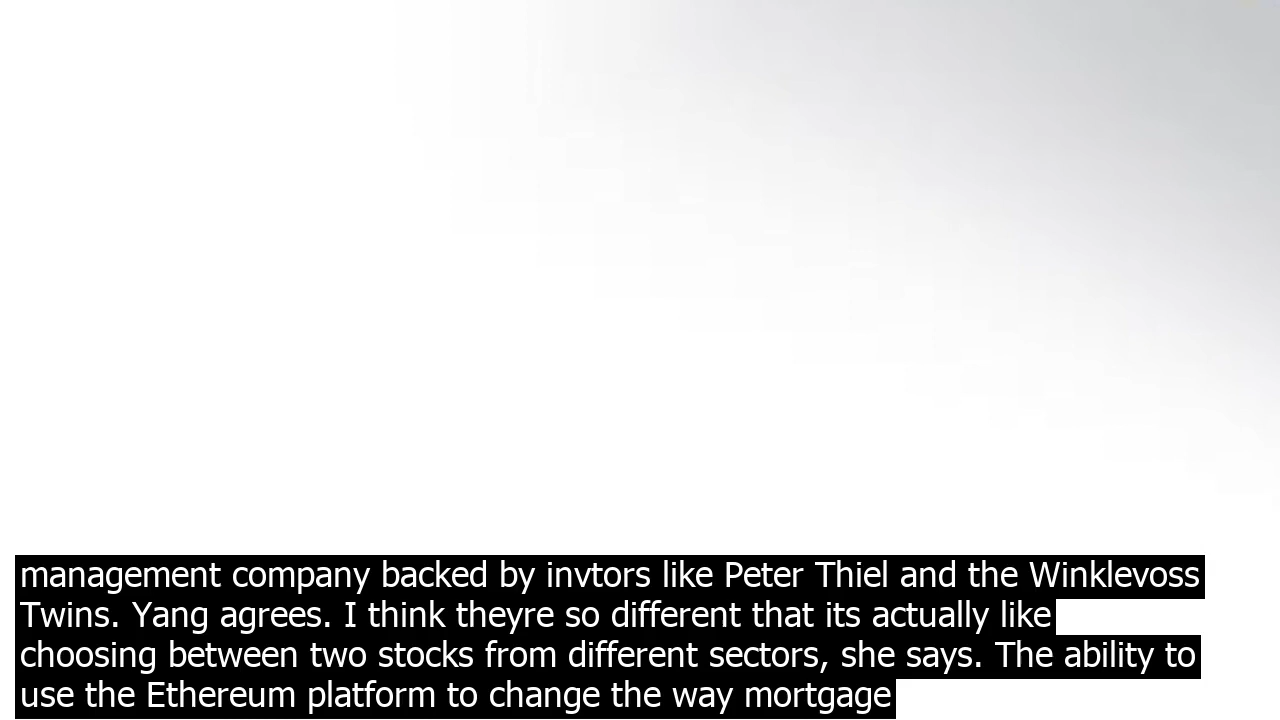 management company backed by invtors like Peter Thiel and the Winklevoss
Twins. Yang agrees. I think theyre so different that its actually like
choosing between two stocks from different sectors, she says. The ability to
use the Ethereum platform to change the way mortgage